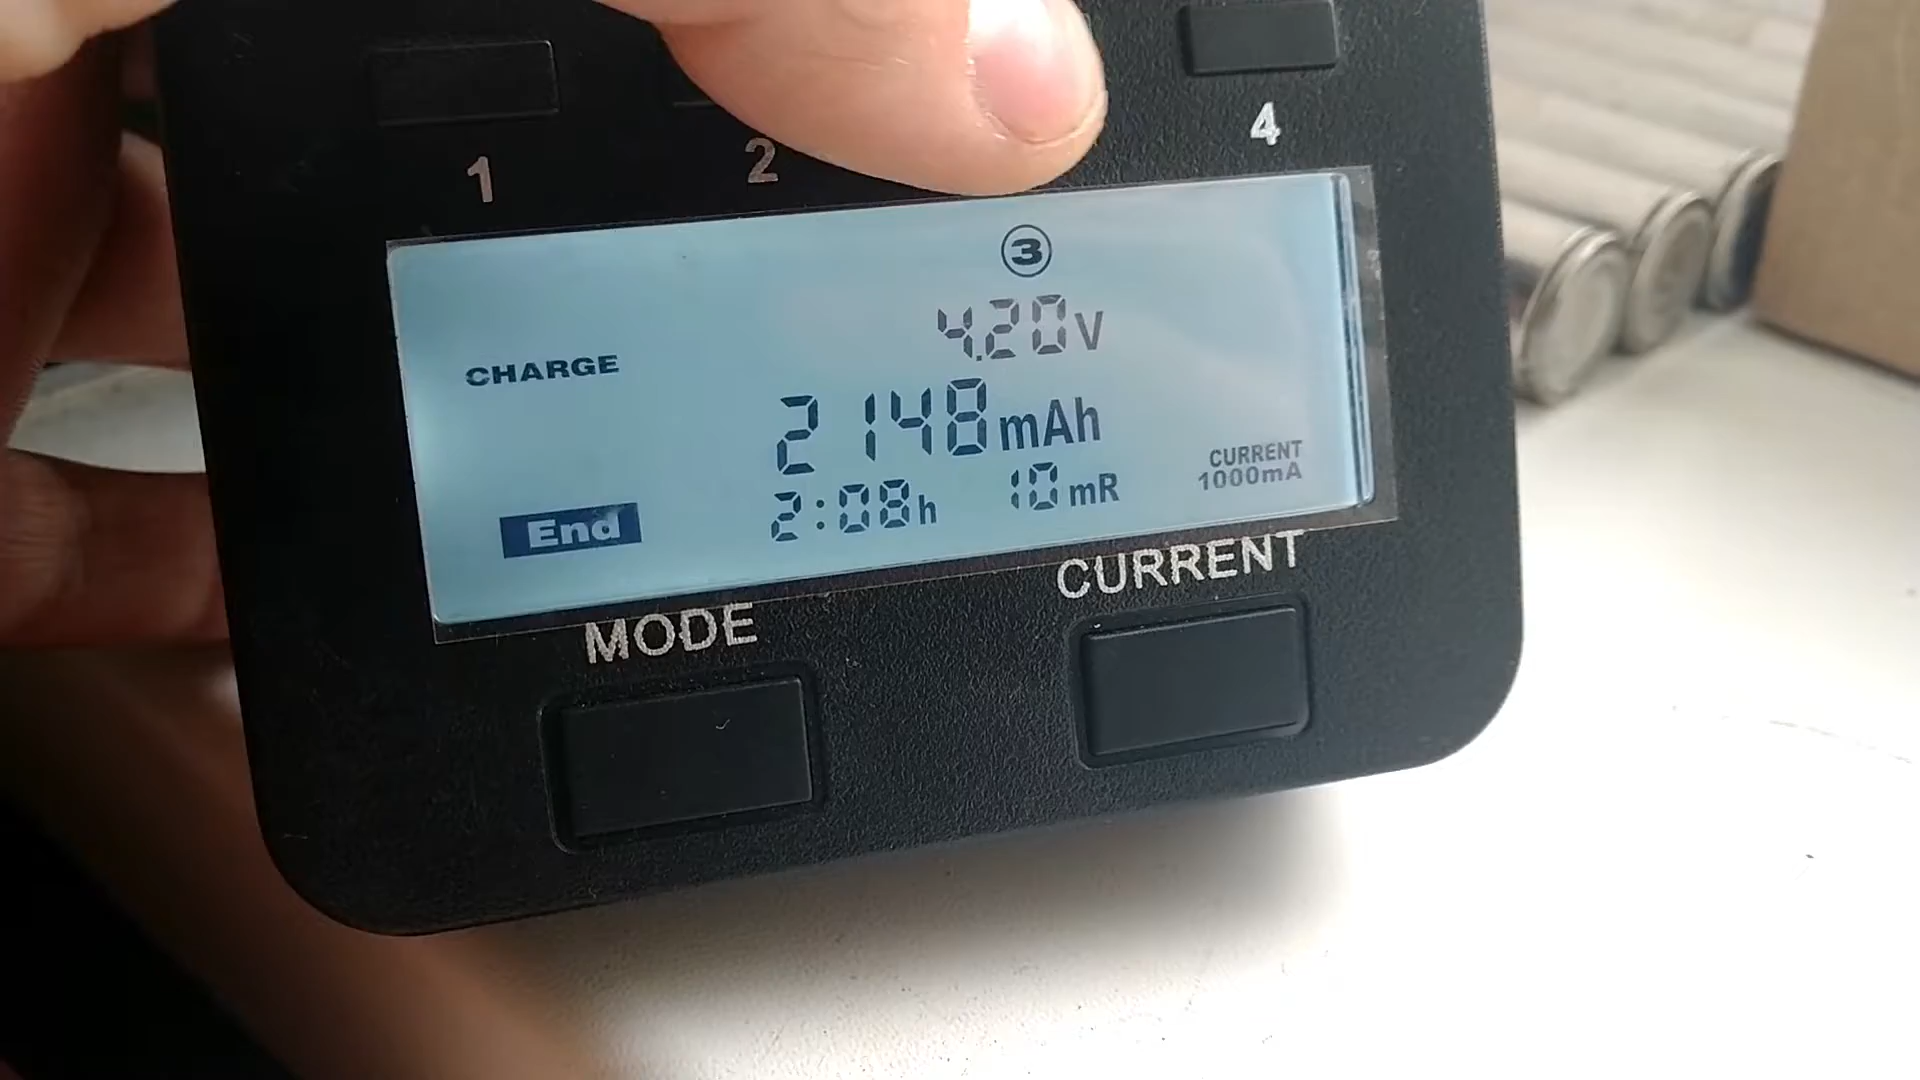 1
2
4
3
4.20V
CHARGE
2148mAh
CURRENT
1000mA
End
2:08h
10mR
MODE
CURRENT